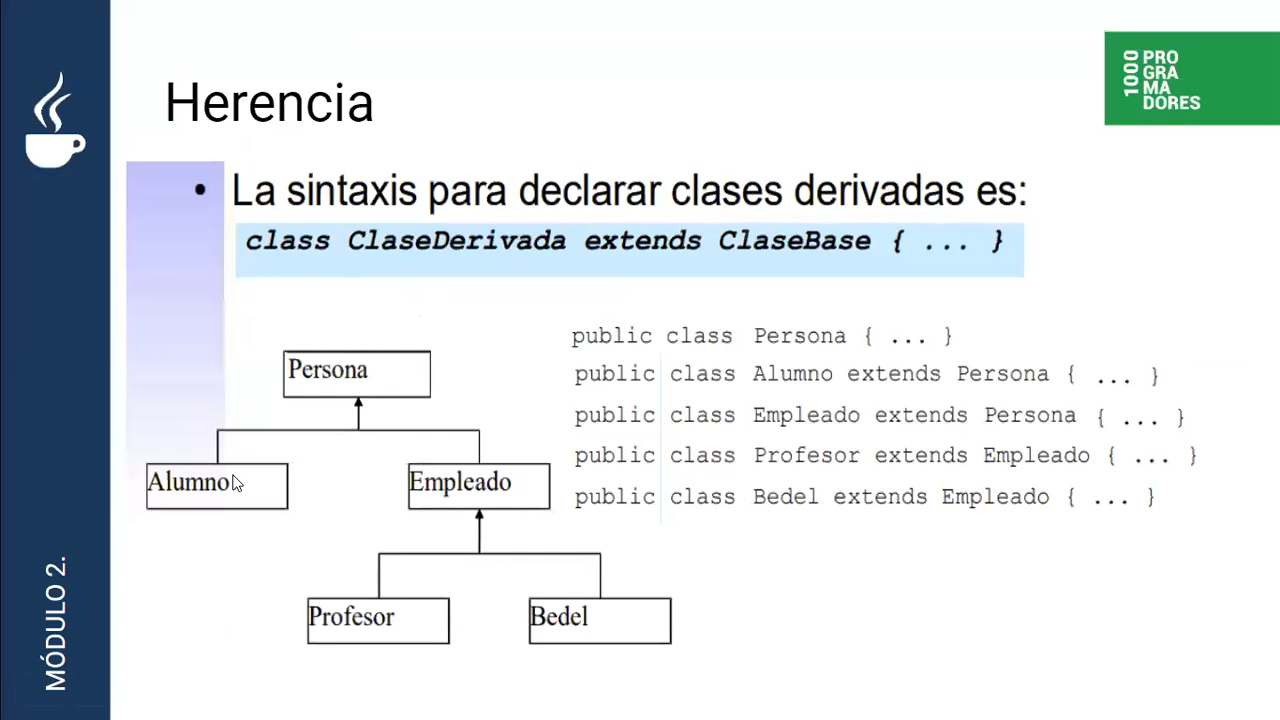 Herencia
1000
PRO
GRA
MA
DORES
• La sintaxis para declarar clases derivadas es:
class ClaseDerivada extends ClaseBase { ... }
public class Persona { ... }
public class Alumno extends Persona { ... }
public class Empleado extends Persona { ... }
public class Profesor extends Empleado { ... }
public class Bedel extends Empleado { ... }
Persona
Alumno
Empleado
Profesor
Bedel
MÓDULO 2.